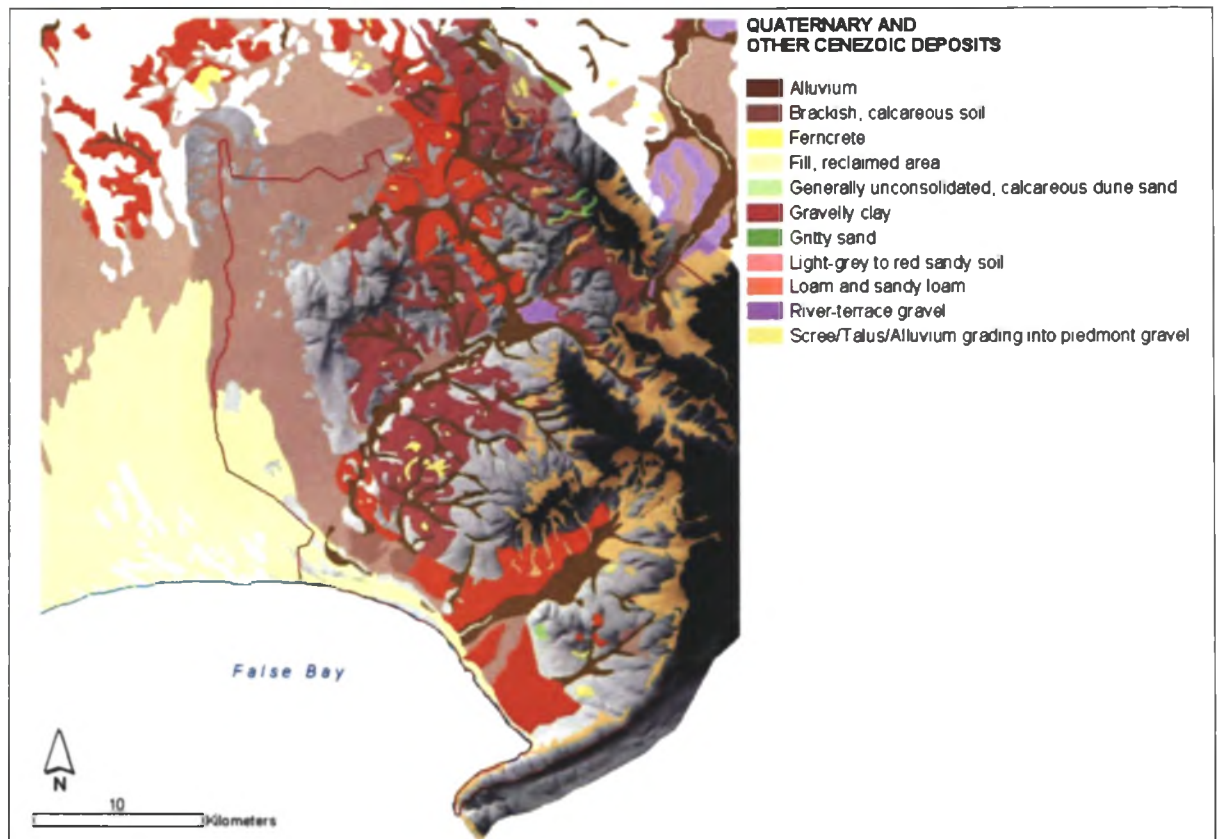 QUATERNARY AND
OTHER CENEZOIC DEPOSITS
Alluvium
Brackish, calcareous soil
Ferncrete
Fill, reclaimed area
Generally unconsolidated, calcareous dune sand
Gravelly clay
Gritty sand
Light-grey to red sandy soil
Loam and sandy loam
River-terrace gravel
Scree/Talus/Alluvium grading into piedmont gravel
False Bay
N
10
Kilometers